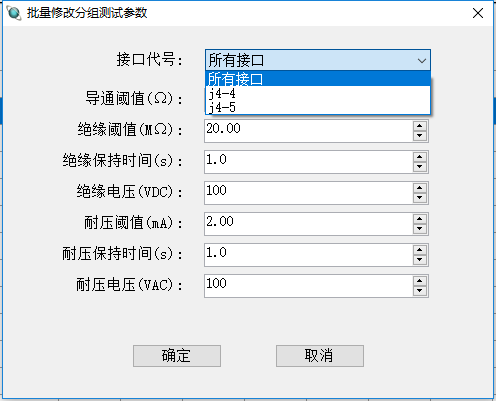 批量修改分组测试参数
接口代号： 所有接口
所有接口
j4-4
导通阈值(Ω)：
j4-5
绝缘阈值(MΩ)： 20.00
绝缘保持时间(s)： 1.0
绝缘电压(VDC)： 100
耐压阈值(mA)： 2.00
耐压保持时间(s)： 1.0
耐压电压(VAC)： 100
确定 取消